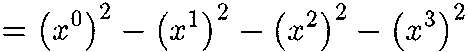 = (x^0)^2 − (x^1)^2 − (x^2)^2 − (x^3)^2